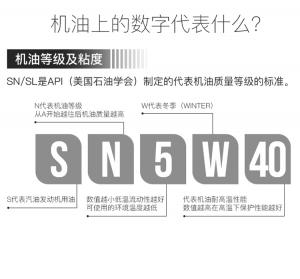 机油上的数字代表什么？
机油等级及粘度
SN/SL是API（美国石油学会）制定的代表机油质量等级的标准。
N代表机油等级
从A开始越往后机油质量越高
W代表冬季（WINTER）
S N 5 W 40
S代表汽油发动机用油
数值越小低温流动性越好
可使用的环境温度越低
代表机油耐高温性能
数值越高在高温下保护性能越好